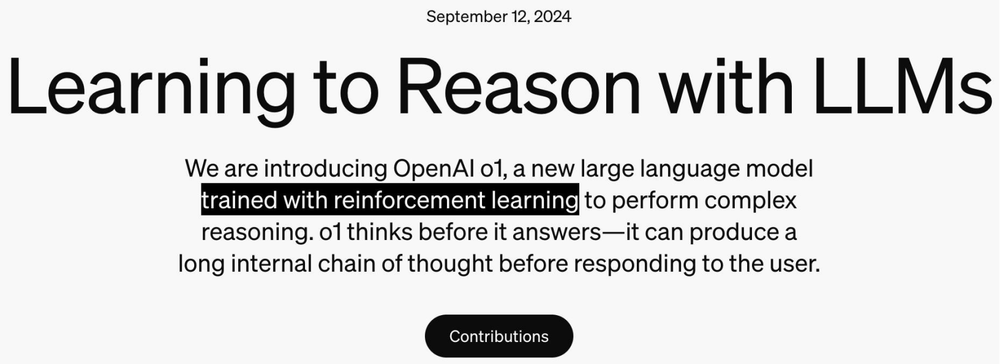 September 12, 2024
Learning to Reason with LLMs
We are introducing OpenAI o1, a new large language model
trained with reinforcement learning to perform complex
reasoning. o1 thinks before it answers—it can produce a
long internal chain of thought before responding to the user.
Contributions